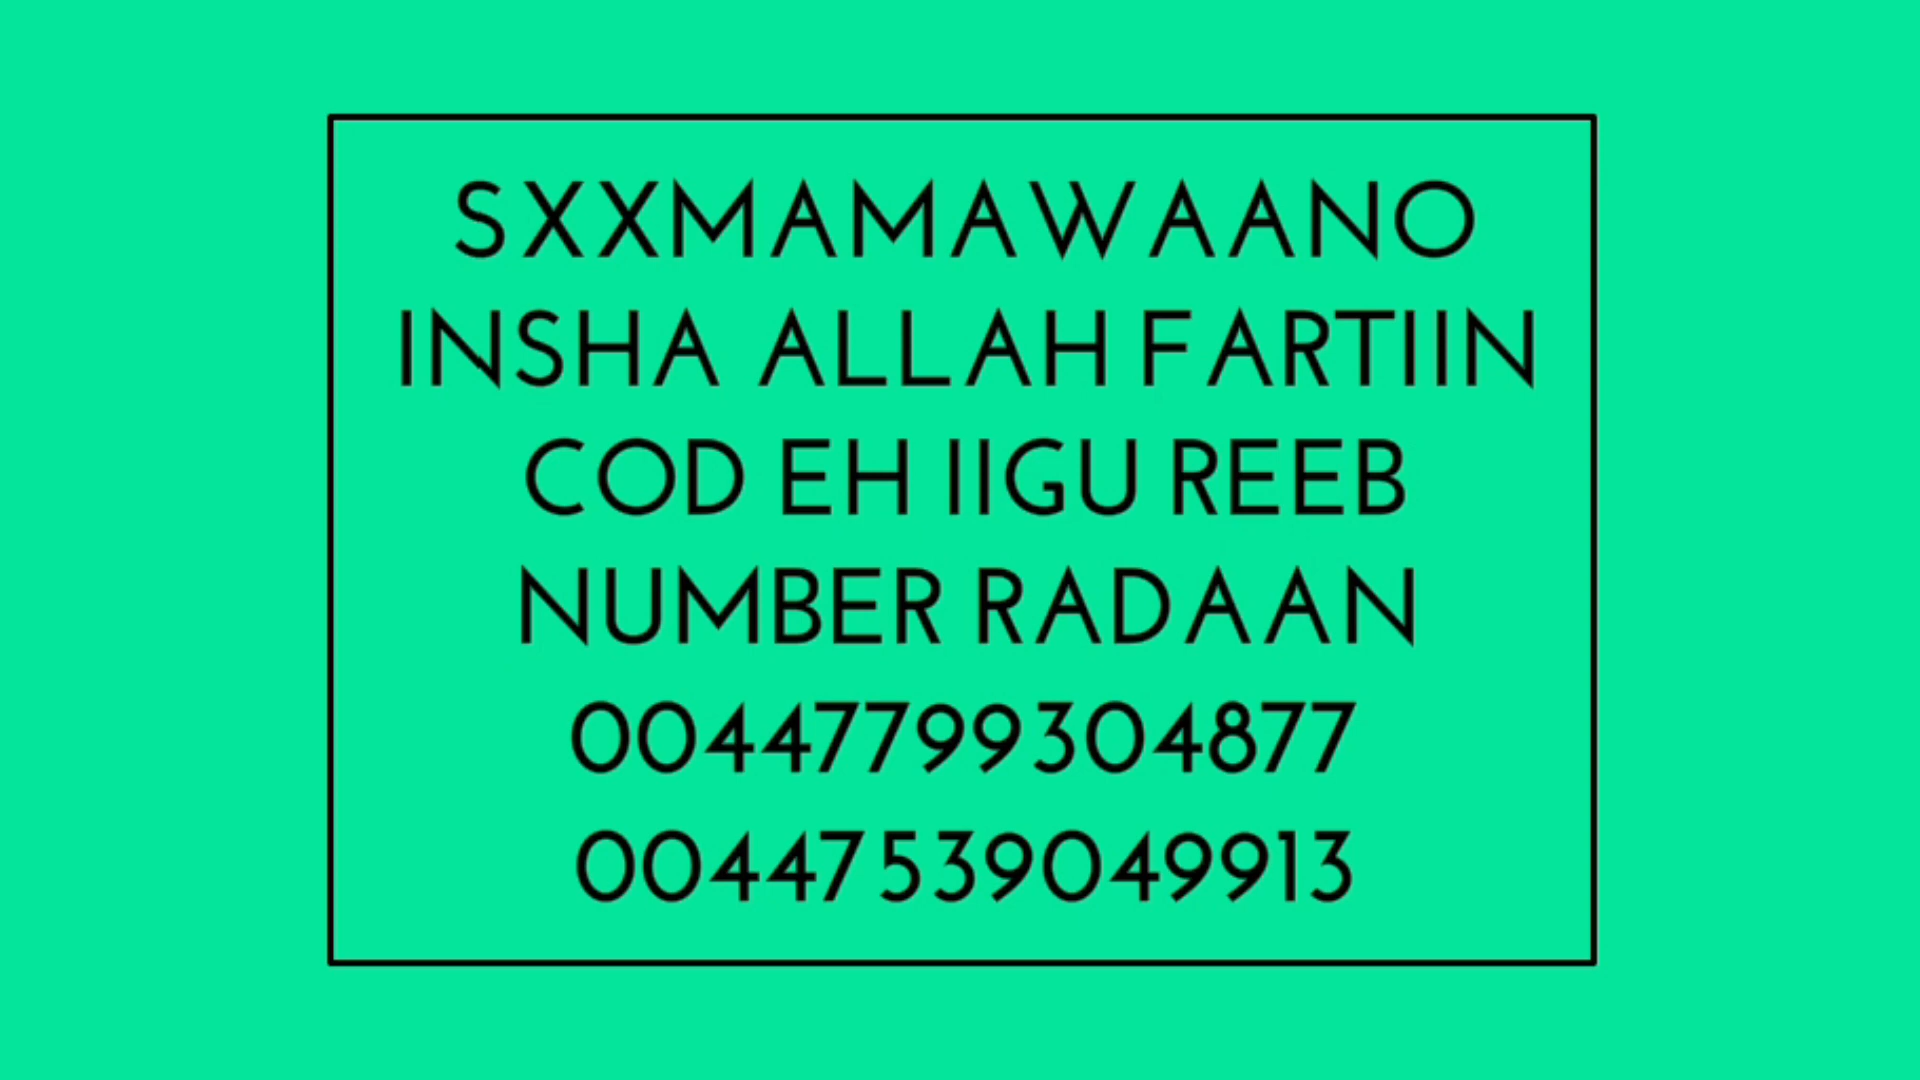 SXXMAMAWAANO
INSHA ALLAH FARTIIN
COD EH IIGU REEB
NUMBER RADAAN
00447799304877
00447539049913